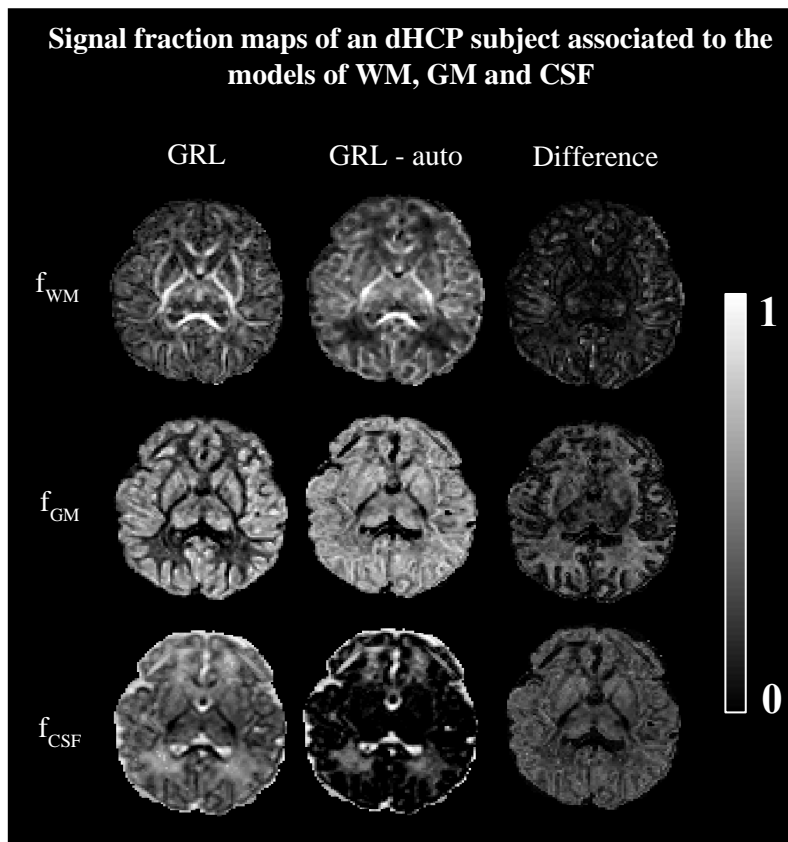 Signal fraction maps of an dHCP subject associated to the
models of WM, GM and CSF
GRL GRL - auto Difference
fWM
1
fGM
0
fCSF